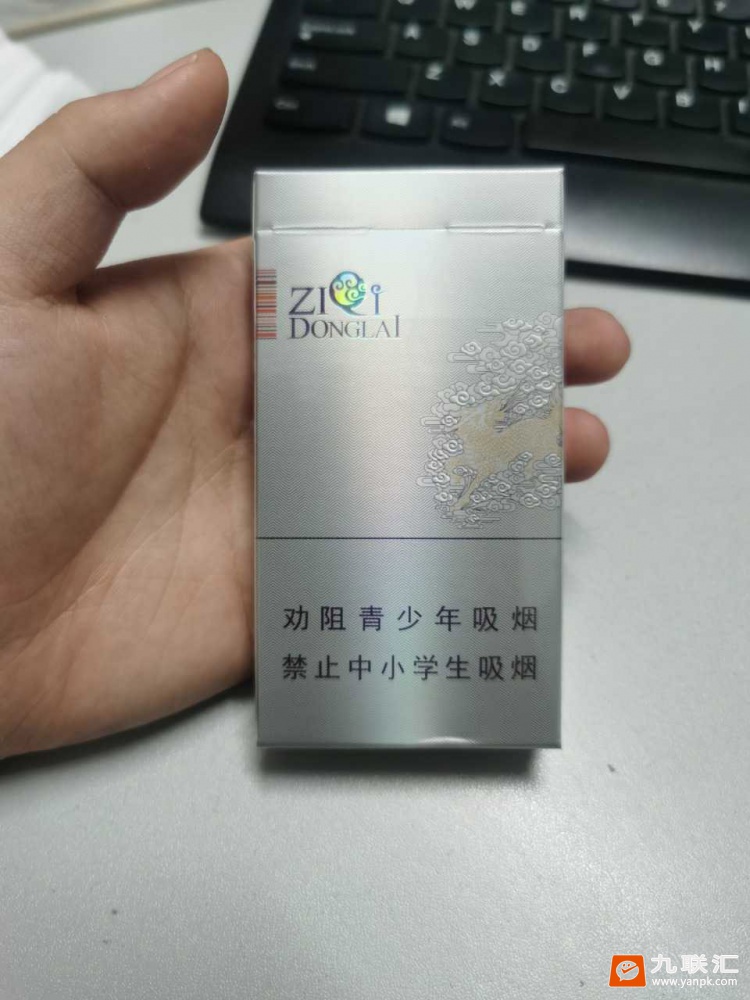 W E R
Z X C V B N
ZIQi
DONGLAI
劝阻青少年吸烟
禁止中小学生吸烟
九联汇
www.yanpk.com